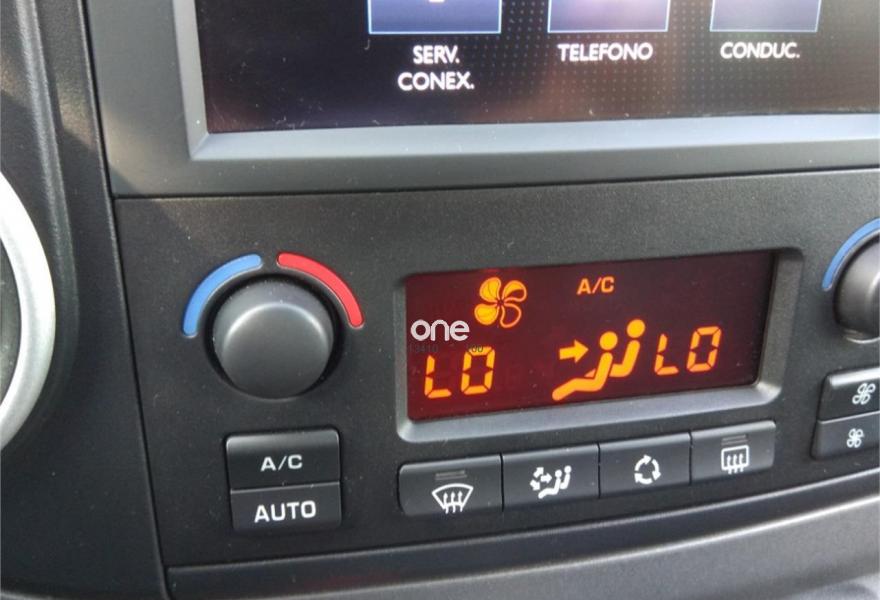 SERV.
CONEX.
TELEFONO
CONDUC.
A/C
one
LO
LO
A/C
AUTO